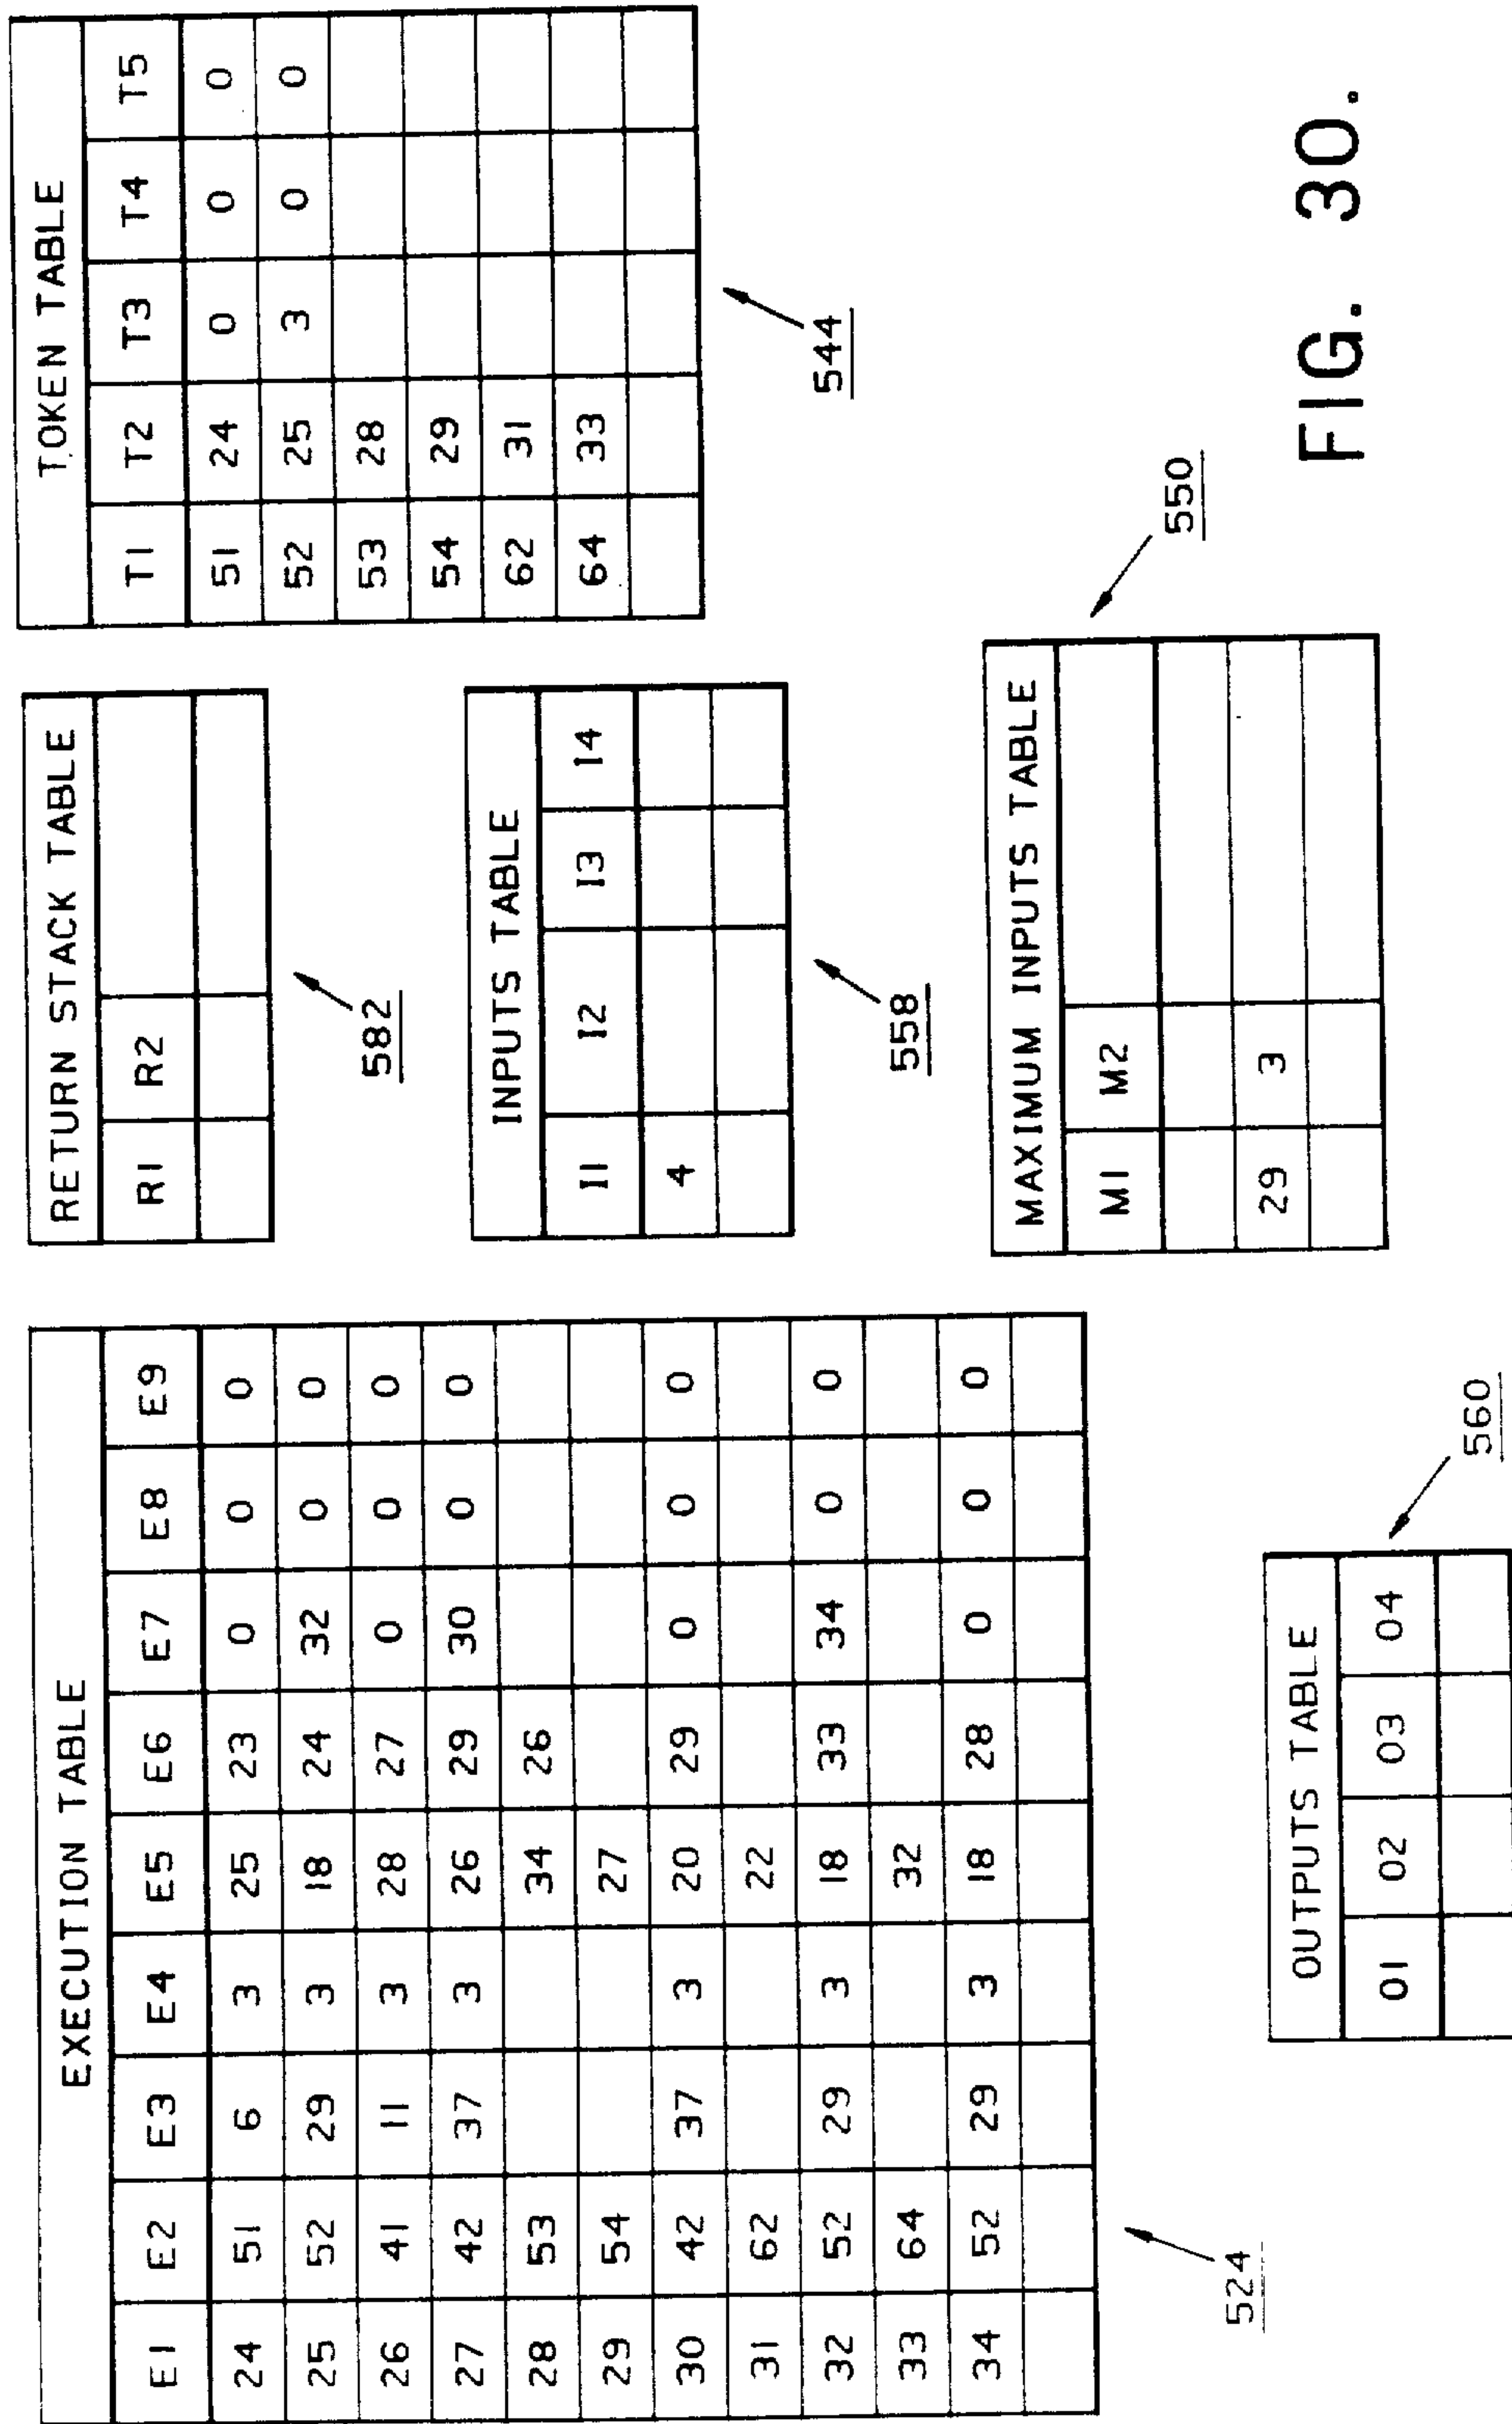 EXECUTION TABLE
E1 E2 E3 E4 E5 E6 E7 E8 E9
24 51 6 3 25 23 0 0 0
25 52 29 3 18 24 32 0 0
26 41 11 3 28 27 0 0 0
27 42 37 3 26 29 30 0 0
28 53 34 26
29 54 27
30 42 37 3 20 29 0 0 0
31 62 22
32 52 29 3 18 33 34 0 0
33 64 32
34 52 29 3 18 28 0 0 0
524
OUTPUTS TABLE
O1 O2 O3 O4
560
RETURN STACK TABLE
R1 R2
582
INPUTS TABLE
I1 I2 I3 I4
4
558
MAXIMUM INPUTS TABLE
M1 M2
29 3
550
TOKEN TABLE
T1 T2 T3 T4 T5
51 24 0 0 0
52 25 3 0 0
53 28
54 29
62 31
64 33
544
FIG. 30.